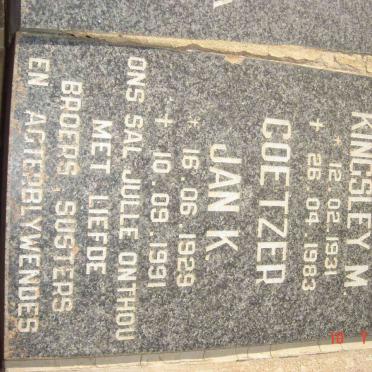 KINGSLEY M.
* 12.02.1931
+ 26.04.1983
COETZER
JAN K.
* 16.06.1929
+ 10.09.1991
ONS SAL JULLE ONTHOU
MET LIEFDE
BROERS, SUSTERS
EN AGTERBYWENDES